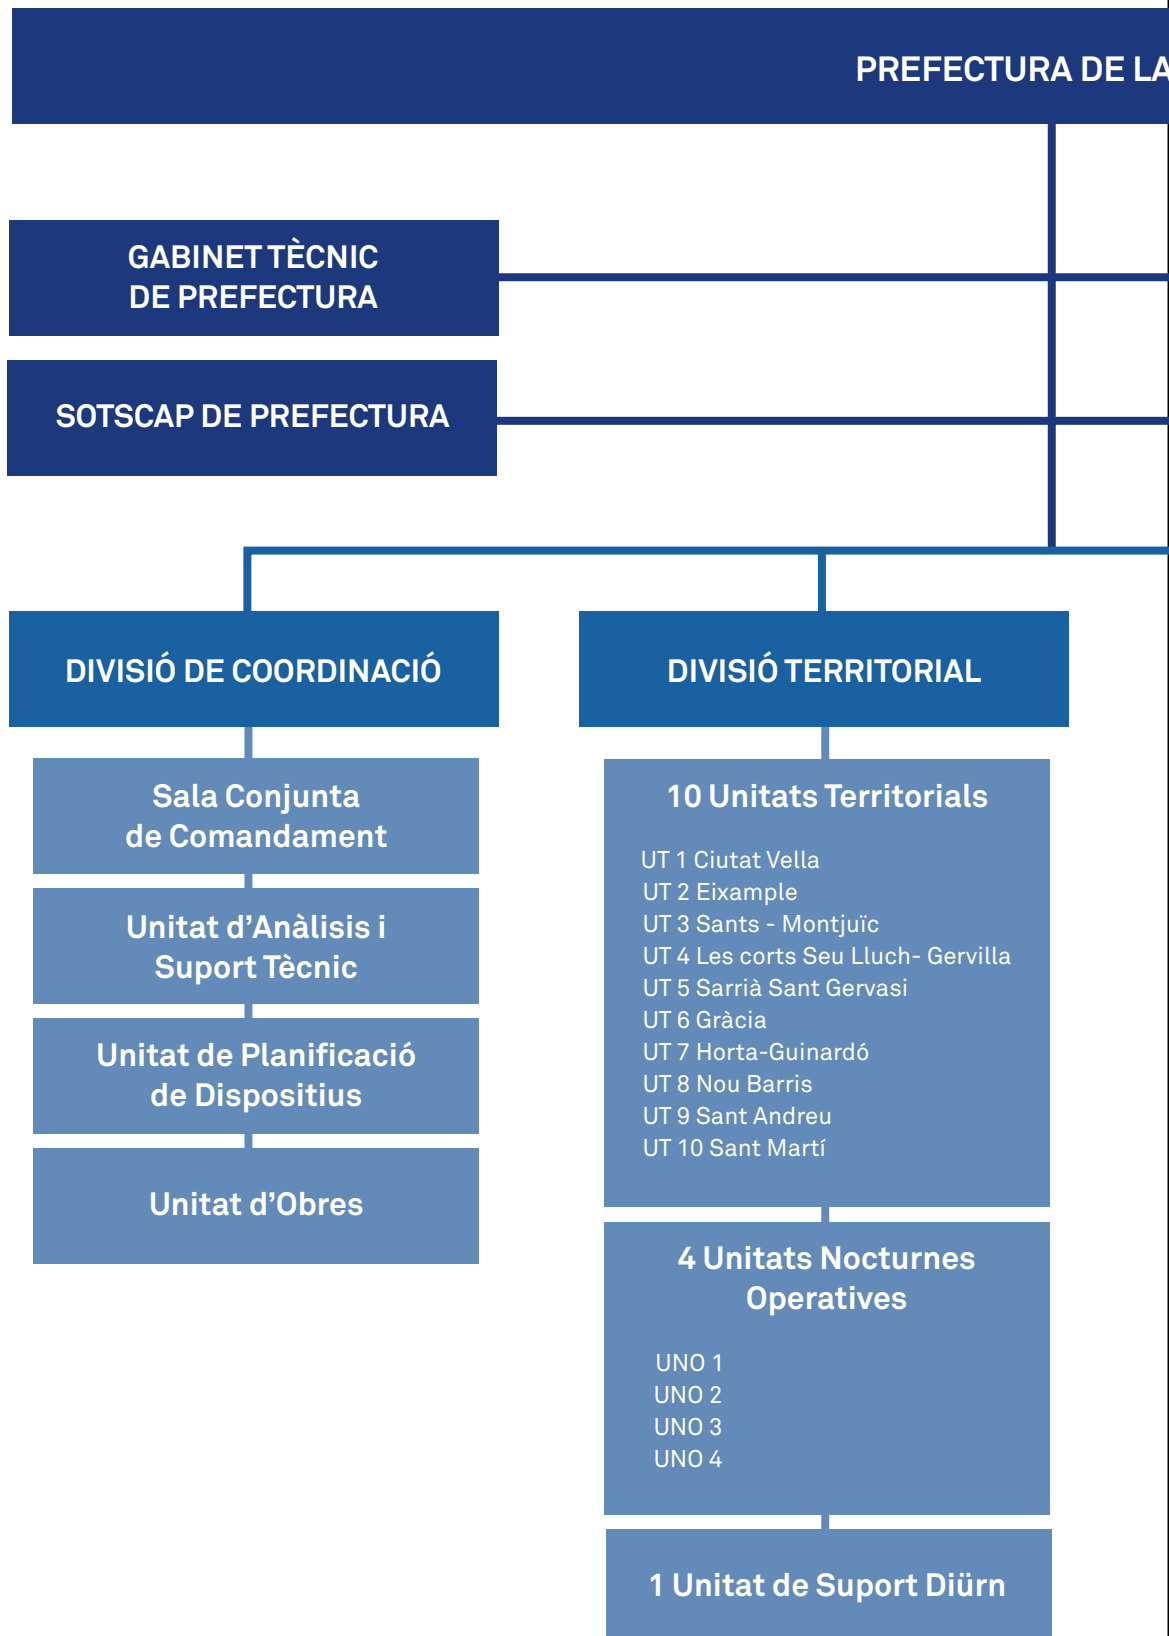 PREFECTURA DE LA
GABINET TÈCNIC
DE PREFECTURA
SOTSCAP DE PREFECTURA
DIVISIÓ DE COORDINACIÓ
Sala Conjunta
de Comandament
Unitat d’Anàlisis i
Suport Tècnic
Unitat de Planificació
de Dispositius
Unitat d’Obres
DIVISIÓ TERRITORIAL
10 Unitats Territorials
UT 1 Ciutat Vella
UT 2 Eixample
UT 3 Sants - Montjuïc
UT 4 Les corts Seu Lluch- Gervilla
UT 5 Sarrià Sant Gervasi
UT 6 Gràcia
UT 7 Horta-Guinardó
UT 8 Nou Barris
UT 9 Sant Andreu
UT 10 Sant Martí
4 Unitats Nocturnes
Operatives
UNO 1
UNO 2
UNO 3
UNO 4
1 Unitat de Suport Diürn